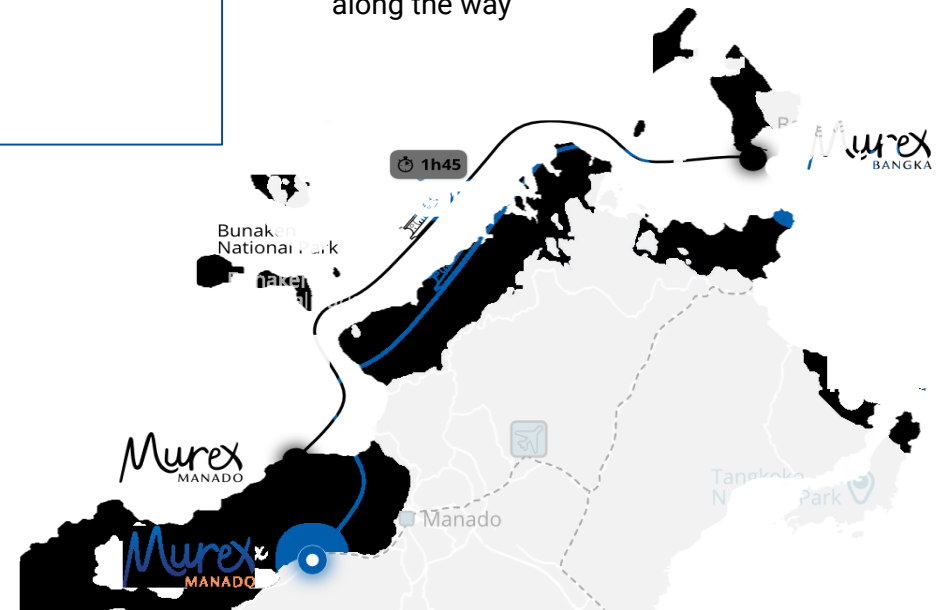 along the way
Murex
BANGKA
1h45
Bunaken
National Park
Murex
MANADO
Manado
Tangkoko
Park
Murex
MANADO